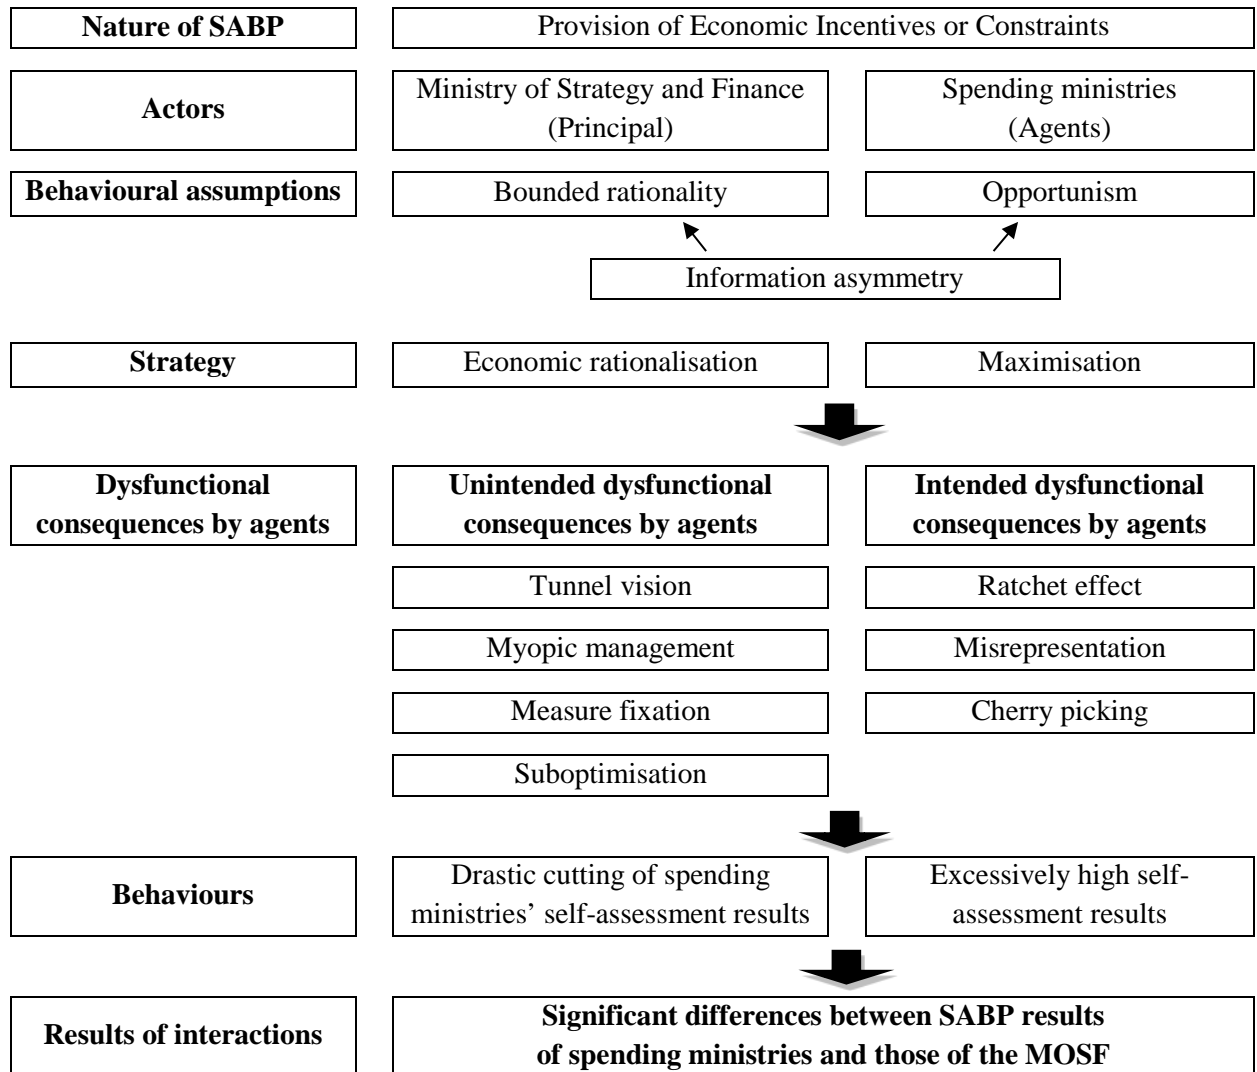 Nature of SABP
Provision of Economic Incentives or Constraints
Actors
Ministry of Strategy and Finance
(Principal)
Spending ministries
(Agents)
Behavioural assumptions
Bounded rationality
Opportunism
Information asymmetry
Strategy
Economic rationalisation
Maximisation
Dysfunctional
consequences by agents
Unintended dysfunctional
consequences by agents
Intended dysfunctional
consequences by agents
Tunnel vision
Ratchet effect
Myopic management
Misrepresentation
Measure fixation
Cherry picking
Suboptimisation
Behaviours
Drastic cutting of spending
ministries’ self-assessment results
Excessively high self-
assessment results
Results of interactions
Significant differences between SABP results
of spending ministries and those of the MOSF